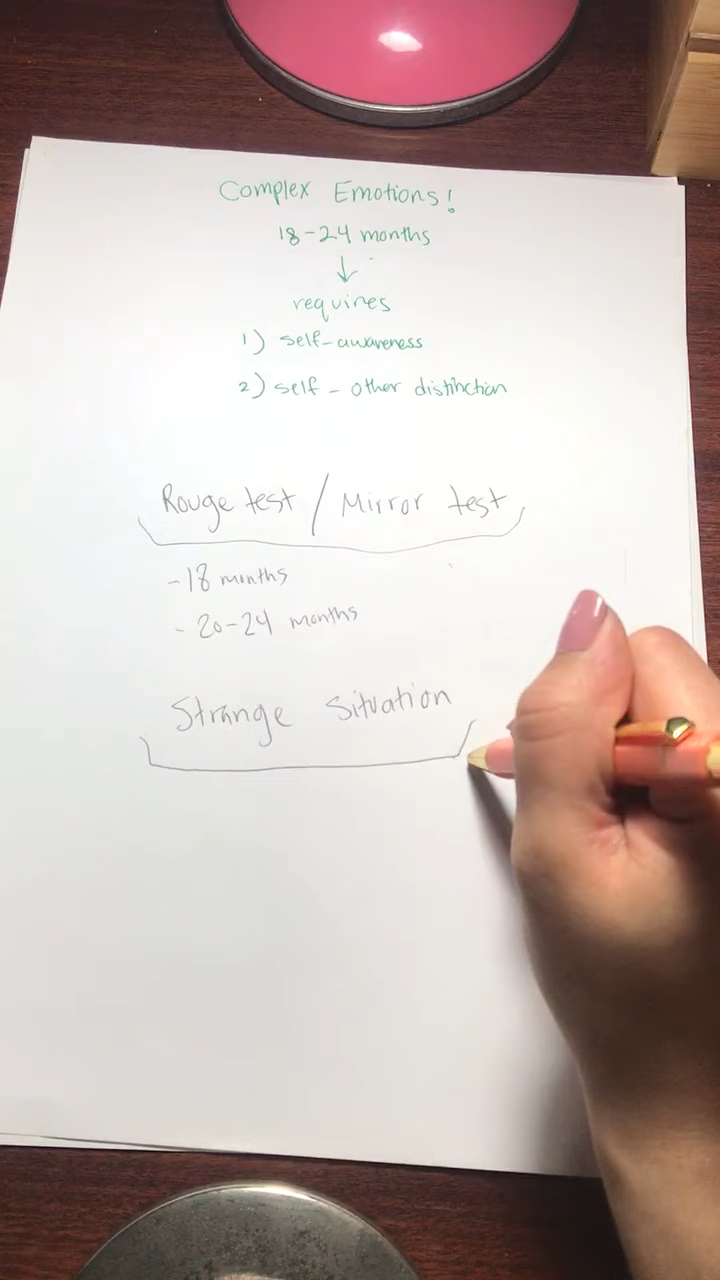 Complex Emotions!
18-24 months
requires
1) self-awareness
2) self - other distinction
Rouge test / Mirror test
- 18 months
- 20-24 months
Strange Situation